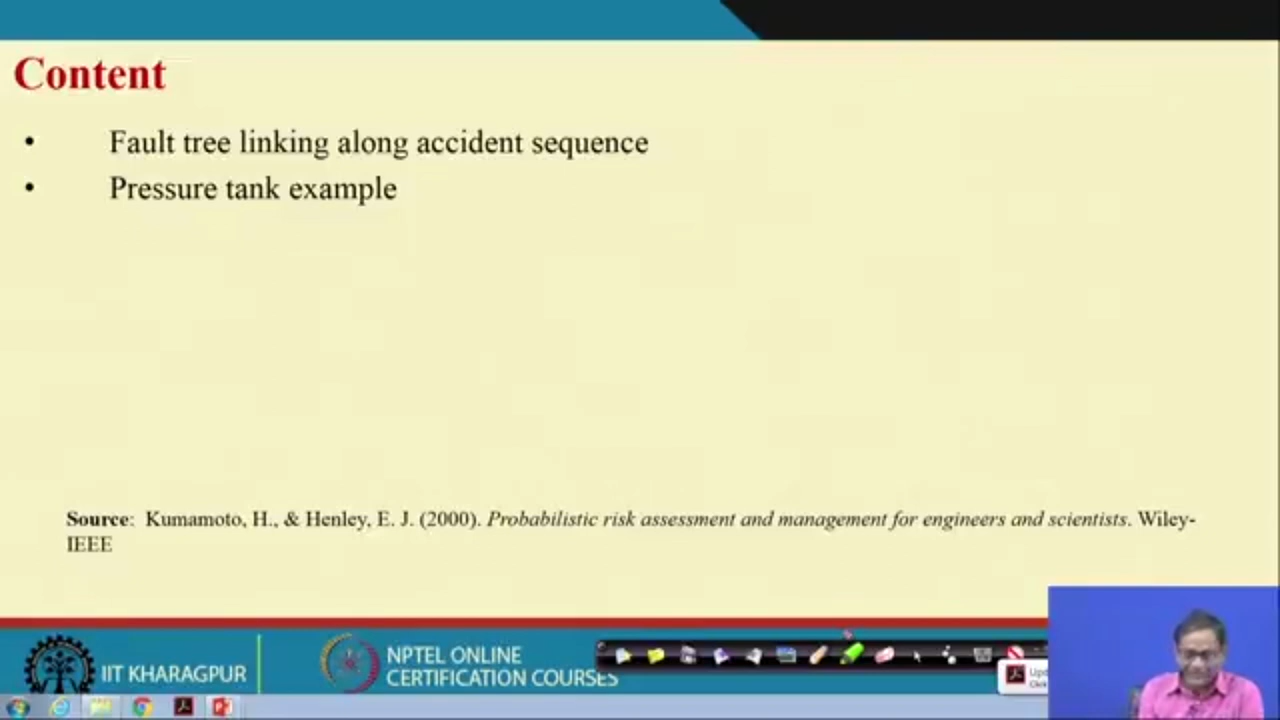 Content
• Fault tree linking along accident sequence
• Pressure tank example
Source: Kumamoto, H., & Henley, E. J. (2000). Probabilistic risk assessment and management for engineers and scientists. Wiley-
IEEE
IIT KHARAGPUR
NPTEL ONLINE
CERTIFICATION COURSES